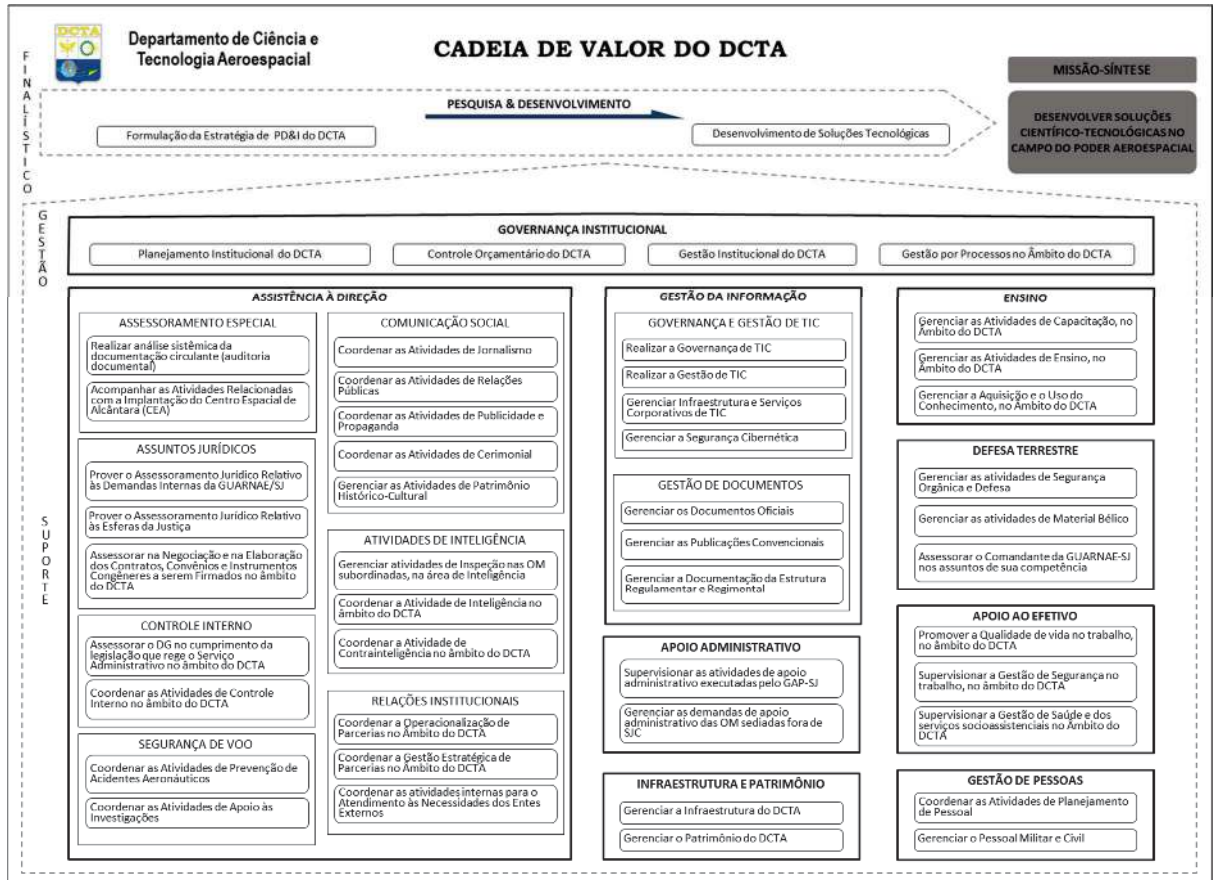 DCTA
Departamento de Ciência e
Tecnologia Aeroespacial
CADEIA DE VALOR DO DCTA
FINALÍSTICO
MISSÃO-SÍNTESE
PESQUISA & DESENVOLVIMENTO
Formulação da Estratégia de PD&I do DCTA
Desenvolvimento de Soluções Tecnológicas
DESENVOLVER SOLUÇÕES
CIENTÍFICO-TECNOLÓGICAS NO
CAMPO DO PODER AEROESPACIAL
GESTÃO
GOVERNANÇA INSTITUCIONAL
Planejamento Institucional do DCTA
Controle Orçamentário do DCTA
Gestão Institucional do DCTA
Gestão por Processos no Âmbito do DCTA
SUPORTE
ASSISTÊNCIA À DIREÇÃO
ASSESSORAMENTO ESPECIAL
Realizar análise sistêmica da
documentação circulante (auditoria
documental)
Acompanhar as Atividades Relacionadas
com a Implantação do Centro Espacial de
Alcântara (CEA)
ASSUNTOS JURÍDICOS
Prover o Assessoramento Jurídico Relativo
às Demandas Internas da GUARNAE/SJ
Prover o Assessoramento Jurídico Relativo
às Esferas da Justiça
Assessorar na Negociação e na Elaboração
dos Contratos, Convênios e Instrumentos
Congêneres a serem Firmados no âmbito
do DCTA
CONTROLE INTERNO
Assessorar o DG no cumprimento da
legislação que rege o Serviço
Administrativo no âmbito do DCTA
Coordenar as Atividades de Controle
Interno no âmbito do DCTA
SEGURANÇA DE VOO
Coordenar as Atividades de Prevenção de
Acidentes Aeronáuticos
Coordenar as Atividades de Apoio às
Investigações
COMUNICAÇÃO SOCIAL
Coordenar as Atividades de Jornalismo
Coordenar as Atividades de Relações
Públicas
Coordenar as Atividades de Publicidade e
Propaganda
Coordenar as Atividades de Cerimonial
Gerenciar as Atividades de Patrimônio
Histórico-Cultural
ATIVIDADES DE INTELIGÊNCIA
Gerenciar atividades de Inspeção nas OM
subordinadas, na área de Inteligência
Coordenar a Atividade de Inteligência no
âmbito do DCTA
Coordenar a Atividade de
Contrainteligência no âmbito do DCTA
RELAÇÕES INSTITUCIONAIS
Coordenar a Operacionalização de
Parcerias no Âmbito do DCTA
Coordenar a Gestão Estratégica de
Parcerias no Âmbito do DCTA
Coordenar as atividades internas para o
Atendimento às Necessidades dos Entes
Externos
GESTÃO DA INFORMAÇÃO
GOVERNANÇA E GESTÃO DE TIC
Realizar a Governança de TIC
Realizar a Gestão de TIC
Gerenciar Infraestrutura e Serviços
Corporativos de TIC
Gerenciar a Segurança Cibernética
GESTÃO DE DOCUMENTOS
Gerenciar os Documentos Oficiais
Gerenciar as Publicações Convencionais
Gerenciar a Documentação da Estrutura
Regulamentar e Regimental
APOIO ADMINISTRATIVO
Supervisionar as atividades de apoio
administrativo executadas pelo GAP-SJ
Gerenciar as demandas de apoio
administrativo das OM sediadas fora de
SJC
INFRAESTRUTURA E PATRIMÔNIO
Gerenciar a Infraestrutura do DCTA
Gerenciar o Patrimônio do DCTA
ENSINO
Gerenciar as Atividades de Capacitação, no
Âmbito do DCTA
Gerenciar as Atividades de Ensino, no
Âmbito do DCTA
Gerenciar a Aquisição e o Uso do
Conhecimento, no Âmbito do DCTA
DEFESA TERRESTRE
Gerenciar as atividades de Segurança
Orgânica e Defesa
Gerenciar as atividades de Material Bélico
Assessorar o Comandante da GUARNAE-SJ
nos assuntos de sua competência
APOIO AO EFETIVO
Promover a Qualidade de vida no trabalho,
no âmbito do DCTA
Supervisionar a Gestão de Segurança no
trabalho, no âmbito do DCTA
Supervisionar a Gestão de Saúde e dos
serviços socioassistenciais no Âmbito do
DCTA
GESTÃO DE PESSOAS
Coordenar as Atividades de Planejamento
de Pessoal
Gerenciar o Pessoal Militar e Civil